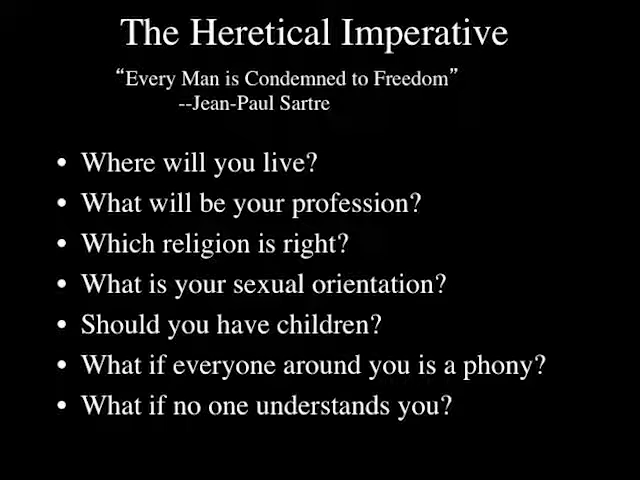 The Heretical Imperative
“Every Man is Condemned to Freedom”
--Jean-Paul Sartre
• Where will you live?
• What will be your profession?
• Which religion is right?
• What is your sexual orientation?
• Should you have children?
• What if everyone around you is a phony?
• What if no one understands you?